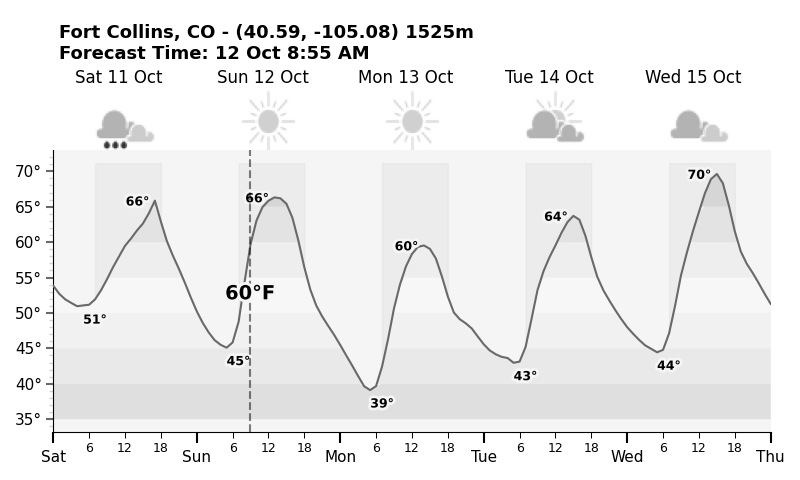 Fort Collins, CO - (40.59, -105.08) 1525m
Forecast Time: 12 Oct 8:55 AM
Sat 11 Oct Sun 12 Oct Mon 13 Oct Tue 14 Oct Wed 15 Oct
70°
65°
60°
55°
50°
45°
40°
35°
66° 66° 60° 64° 70°
60°F
51° 45° 39° 43° 44°
6 12 18 6 12 18 6 12 18 6 12 18 6 12 18
Sat Sun Mon Tue Wed Thu